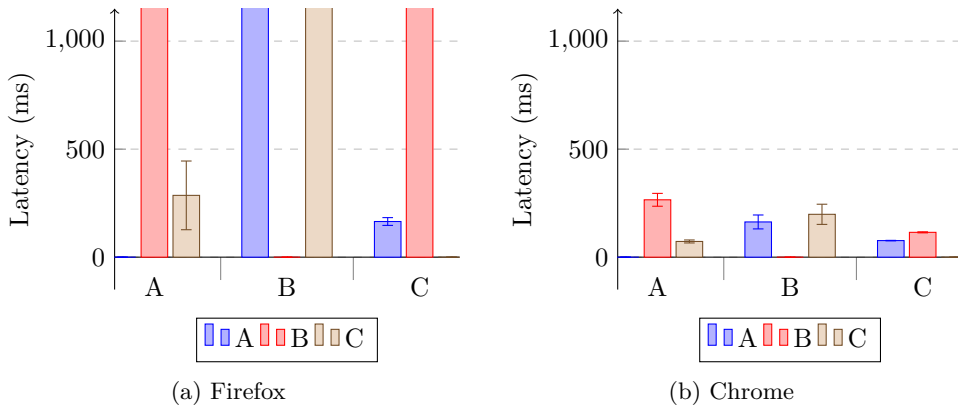 1,000
500
0
Latency (ms)
A B C
A B C
(a) Firefox
1,000
500
0
Latency (ms)
A B C
A B C
(b) Chrome